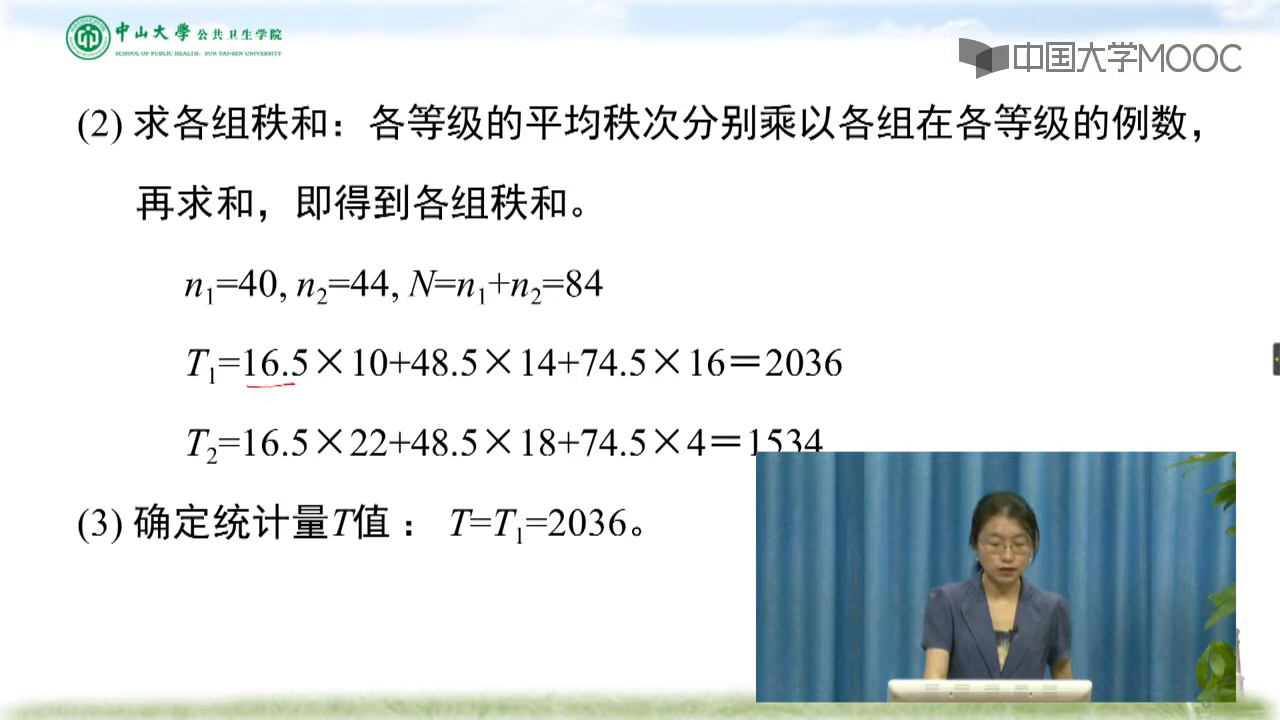 中山大学公共卫生学院
SCHOOL OF PUBLIC HEALTH, SUN YAT-SEN UNIVERSITY
中国大学MOOC
(2) 求各组秩和：各等级的平均秩次分别乘以各组在各等级的例数，
再求和，即得到各组秩和。
n₁=40, n₂=44, N=n₁+n₂=84
T₁=16.5×10+48.5×14+74.5×16＝2036
T₂=16.5×22+48.5×18+74.5×4＝1534
(3) 确定统计量T值： T=T₁=2036。